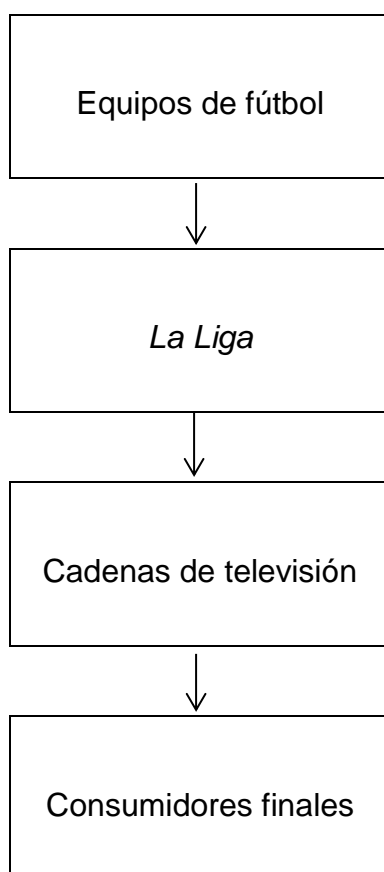 Equipos de fútbol
La Liga
Cadenas de televisión
Consumidores finales